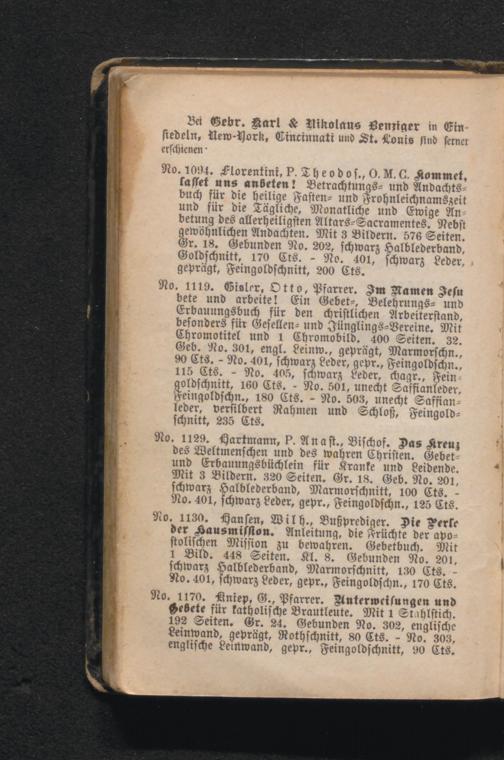 Bei Gebr. Karl & Nikolaus Benziger in Ein-
siedeln, New-York, Cincinnati und St. Louis sind ferner
erschienen
No. 1094. Florentini, P. Theodos., O. M. C. Kommet,
lasset uns anbeten! Betrachtungs- und Andachts-
buch für die heilige Fasten- und Frohnleichnamszeit
und für die Tägliche, Monatliche und Ewige An-
betung des allerheiligsten Altars-Sacramentes. Nebst
gewöhnlichen Andachten. Mit 3 Bildern. 576 Seiten.
Gr. 18. Gebunden No. 202, schwarz Halblederband,
Goldschnitt, 170 Cts. - No. 401, schwarz Leder,
geprägt, Feingoldschnitt, 200 Cts.
No. 1119. Gisler, Otto, Pfarrer. Im Namen Jesu
bete und arbeite! Ein Gebet-, Belehrungs- und
Erbauungsbuch für den christlichen Arbeiterstand,
besonders für Gesellen- und Jünglings-Vereine. Mit
Chromotitel und 1 Chromobild. 400 Seiten. 32.
Geb. No. 301, engl. Leinw., geprägt, Marmorschn.,
90 Cts. - No. 401, schwarz Leder, gepr., Feingoldschn.,
115 Cts. - No. 405, schwarz Leder, chagr., Fein-
goldschnitt, 160 Cts. - No. 501, unecht Saffianleder,
Feingoldschn., 180 Cts. - No. 503, unecht Saffian-
leder, versilbert Rahmen und Schloß, Feingold-
schnitt, 235 Cts.
No. 1129. Hartmann, P. Anast., Bischof. Das Kreuz
des Weltmenschen und des wahren Christen. Gebet-
und Erbauungsbüchlein für Kranke und Leidende.
Mit 3 Bildern. 320 Seiten. Gr. 18. Geb. No. 201,
schwarz Halblederband, Marmorschnitt, 100 Cts. -
No. 401, schwarz Leder, gepr., Feingoldschn., 125 Cts.
No. 1130. Hansen, Wilh., Bußprediger. Die Perle
der Hausmission. Anleitung, die Früchte der apo-
stolischen Mission zu bewahren. Gebetbuch. Mit
1 Bild. 448 Seiten. Kl. 8. Gebunden No. 201,
schwarz Halblederband, Marmorschnitt, 130 Cts. -
No. 401, schwarz Leder, gepr., Feingoldschn., 170 Cts.
No. 1170. Kniep, G., Pfarrer. Unterweisungen und
Gebete für katholische Brautleute. Mit 1 Stahlstich.
192 Seiten. Gr. 24. Gebunden No. 302, englische
Leinwand, geprägt, Rothschnitt, 80 Cts. - No. 303,
englische Leinwand, gepr., Feingoldschnitt, 90 Cts.